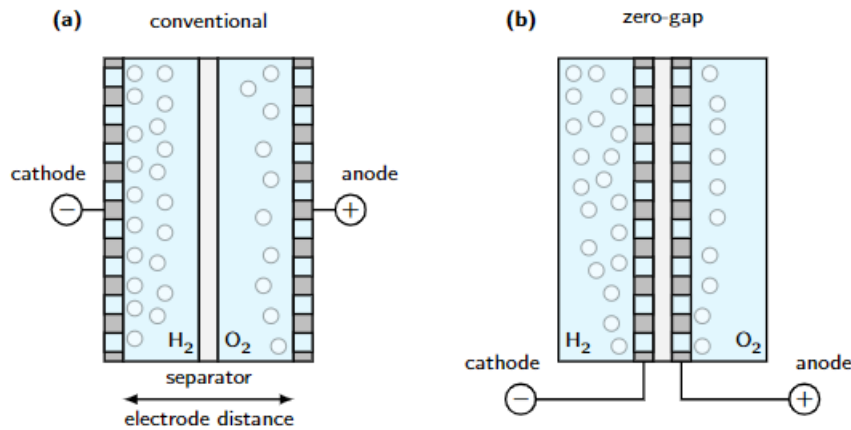 (a)
conventional
cathode
−
anode
+
H₂
O₂
separator
electrode distance
(b)
zero-gap
H₂
O₂
cathode
−
anode
+